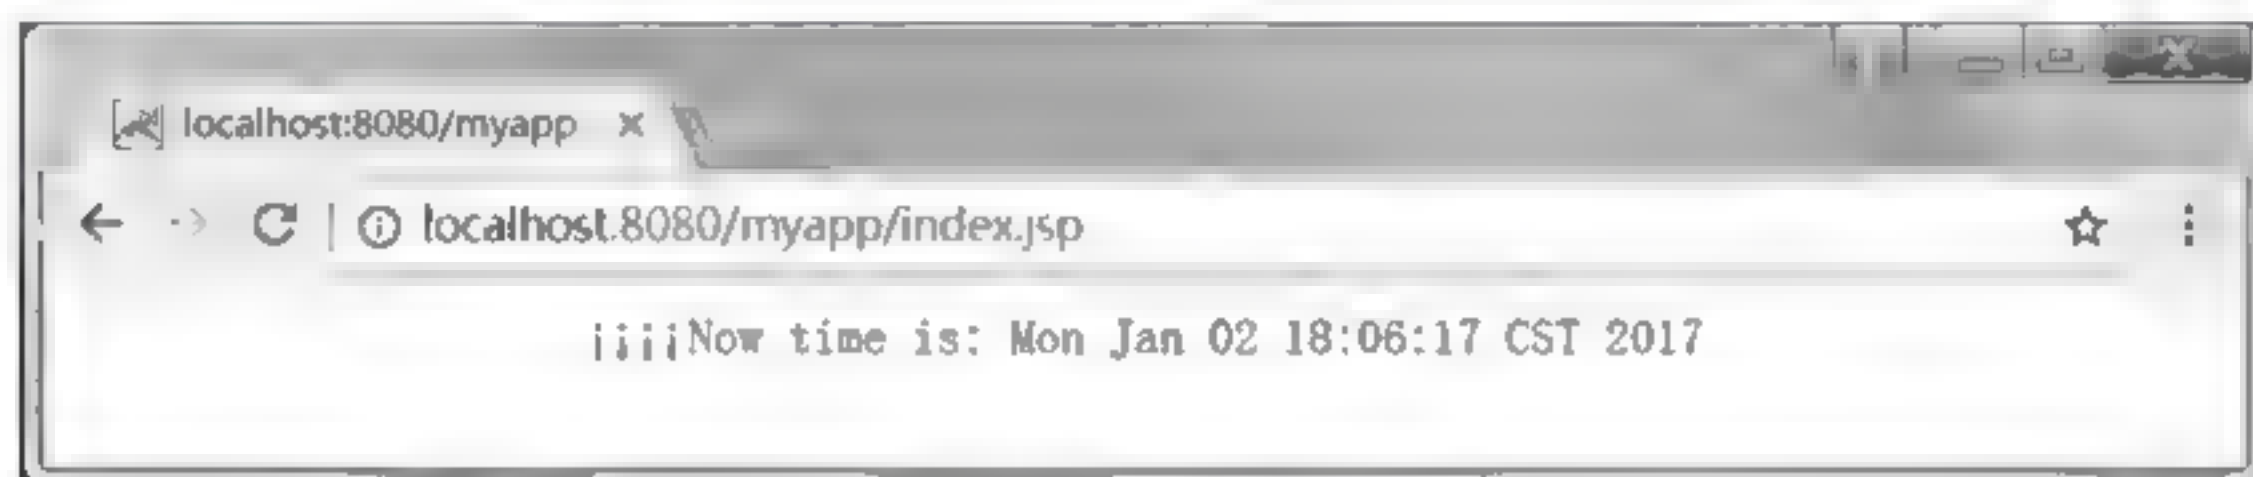 localhost:8080/myapp
localhost:8080/myapp/index.jsp
¡¡¡¡Now time is: Mon Jan 02 18:06:17 CST 2017